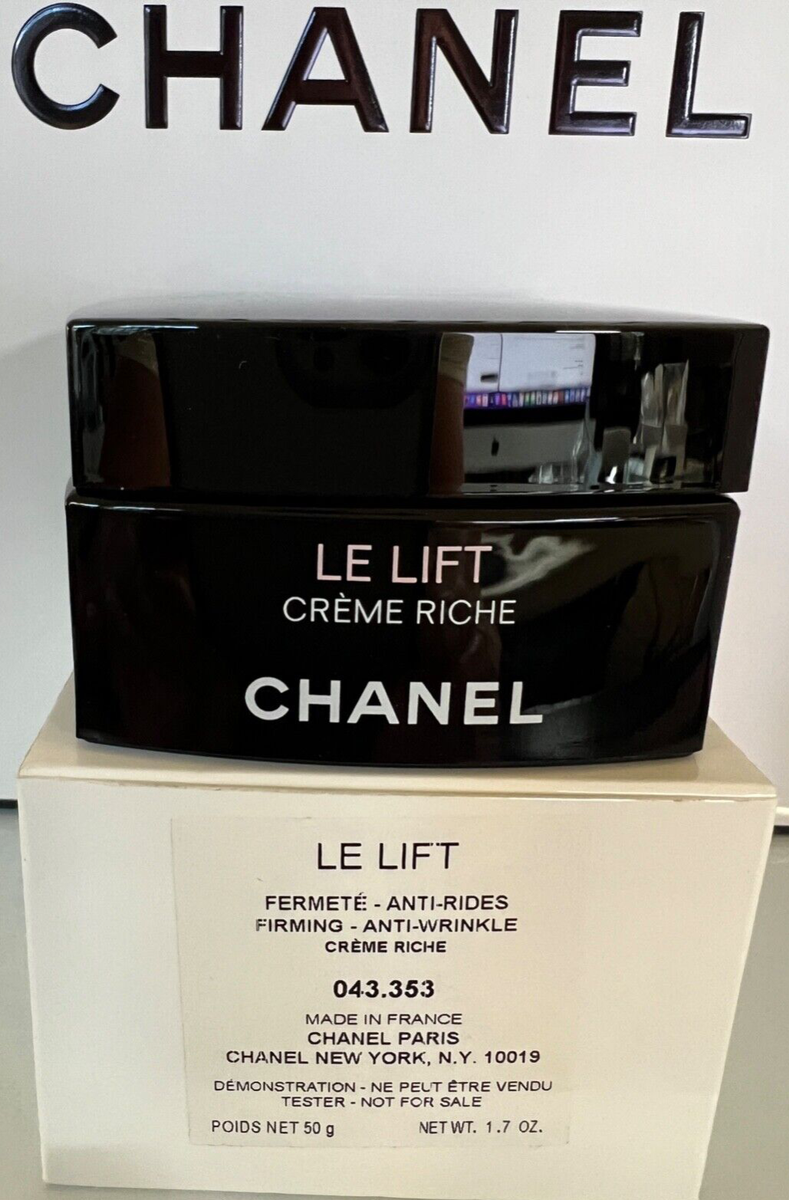 CHANEL
LE LIFT
CRÈME RICHE
CHANEL
LE LIFT
FERMETÉ - ANTI-RIDES
FIRMING - ANTI-WRINKLE
CRÈME RICHE
043.353
MADE IN FRANCE
CHANEL PARIS
CHANEL NEW YORK, N.Y. 10019
DÉMONSTRATION - NE PEUT ÊTRE VENDU
TESTER - NOT FOR SALE
POIDS NET 50 g NET WT. 1.7 OZ.